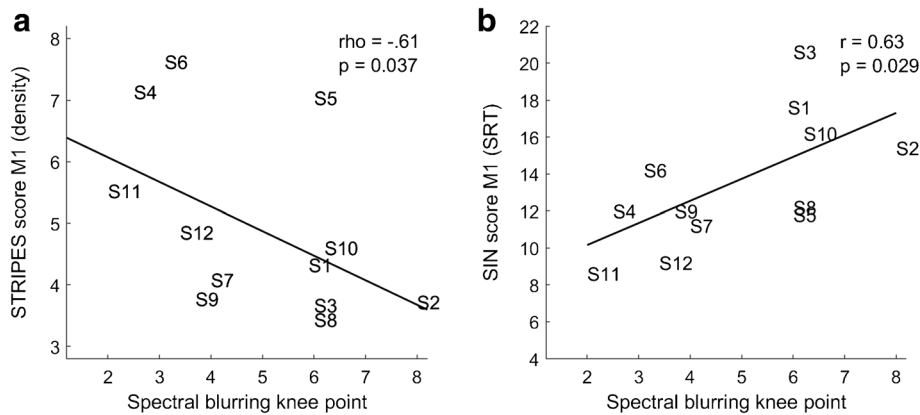 a
STRIPES score M1 (density)
8
7
6
5
4
3
rho = -.61
p = 0.037
S6
S4
S5
S11
S12
S10
S1
S7
S9
S3
S2
S8
2 3 4 5 6 7 8
Spectral blurring knee point
b
SIN score M1 (SRT)
22
20
18
16
14
12
10
8
6
4
r = 0.63
p = 0.029
S3
S1
S10
S2
S6
S4
S9
S8
S5
S7
S12
S11
2 3 4 5 6 7 8
Spectral blurring knee point